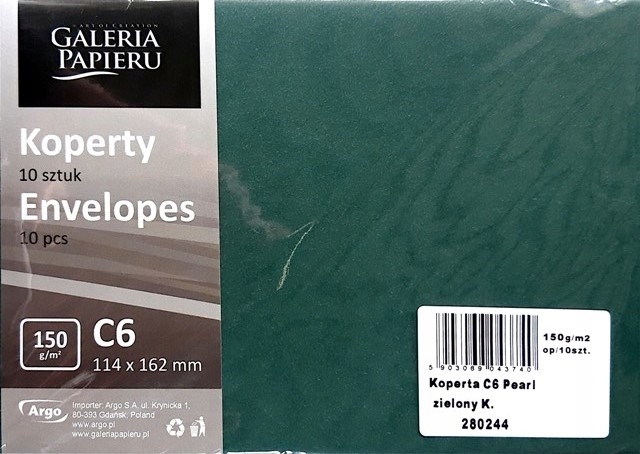 ART OF CREATION
GALERIA
PAPIERU
Koperty
10 sztuk
Envelopes
10 pcs
150
g/m²
C6
114 x 162 mm
Argo
Importer: Argo S.A. ul. Krynicka 1,
80-393 Gdańsk, Poland
www.argo.pl
www.galeriapapieru.pl
150g/m2
op/10szt.
5 903069 043740
Koperta C6 Pearl
zielony K.
280244